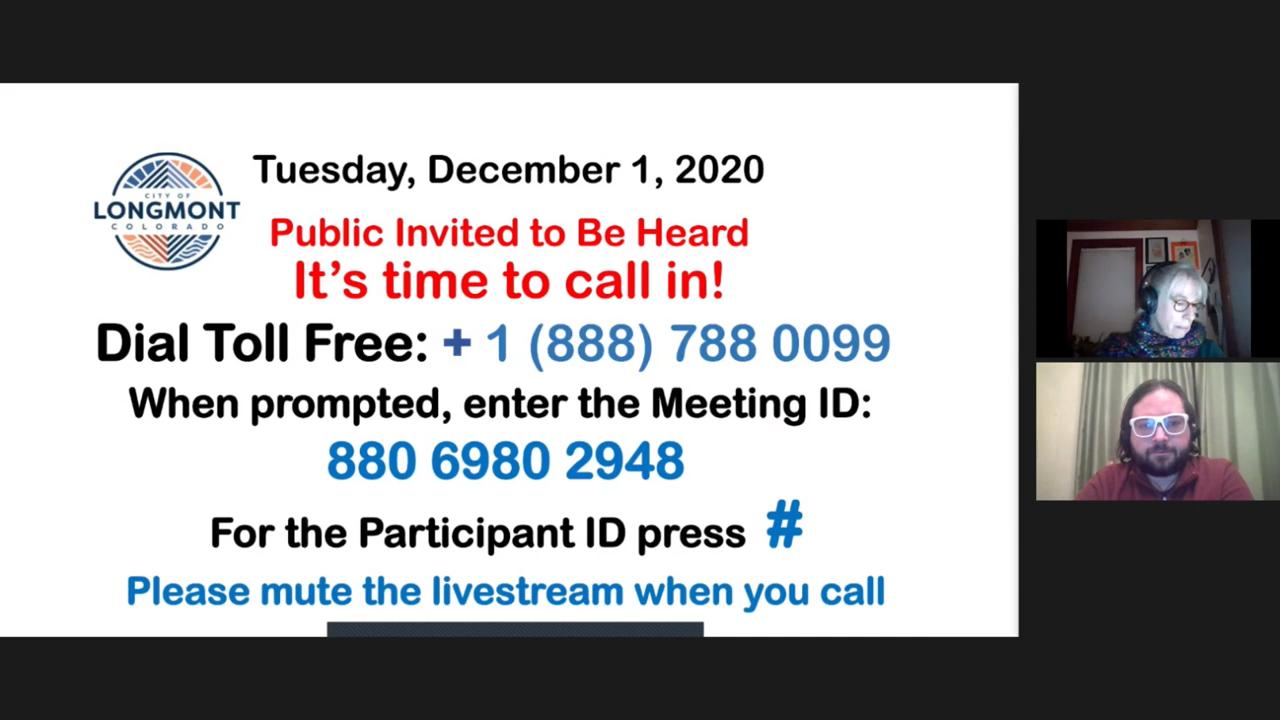 Tuesday, December 1, 2020
CITY OF
LONGMONT
COLORADO
Public Invited to Be Heard
It's time to call in!
Dial Toll Free: + 1 (888) 788 0099
When prompted, enter the Meeting ID:
880 6980 2948
For the Participant ID press #
Please mute the livestream when you call